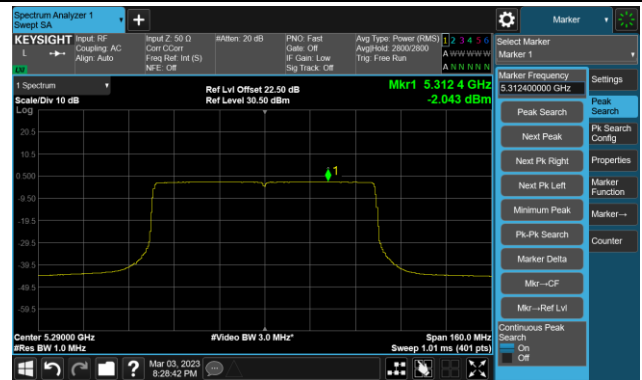 Spectrum Analyzer 1
Swept SA
+
Marker
KEYSIGHT
L
LW
Input: RF
Coupling: AC
Align: Auto
Input Z: 50 Ω
Corr CCorr
Freq Ref: Int (S)
NFE: Off
#Atten: 20 dB
PNO: Fast
Gate: Off
IF Gain: Low
Sig Track: Off
Avg Type: Power (RMS)
Avg|Hold: 2800/2800
Trig: Free Run
1 2 3 4 5 6
A W W W W W
A N N N N N
Select Marker
Marker 1
1 Spectrum
Scale/Div 10 dB
Log
Ref Lvl Offset 22.50 dB
Ref Level 30.50 dBm
Mkr1 5.312 4 GHz
-2.043 dBm
Marker Frequency
5.312400000 GHz
Settings
Peak Search
Peak
Search
Next Peak
Pk Search
Config
Next Pk Right
Properties
Next Pk Left
Marker
Function
Minimum Peak
Marker→
Pk-Pk Search
Counter
Marker Delta
Mkr→CF
Mkr→Ref Lvl
Continuous Peak
Search
On
Off
20.5
10.5
0.500
-9.50
-19.5
-29.5
-39.5
-49.5
-59.5
1
Center 5.29000 GHz
#Res BW 1.0 MHz
#Video BW 3.0 MHz*
Span 160.0 MHz
Sweep 1.01 ms (401 pts)
?
Mar 03, 2023
8:28:42 PM